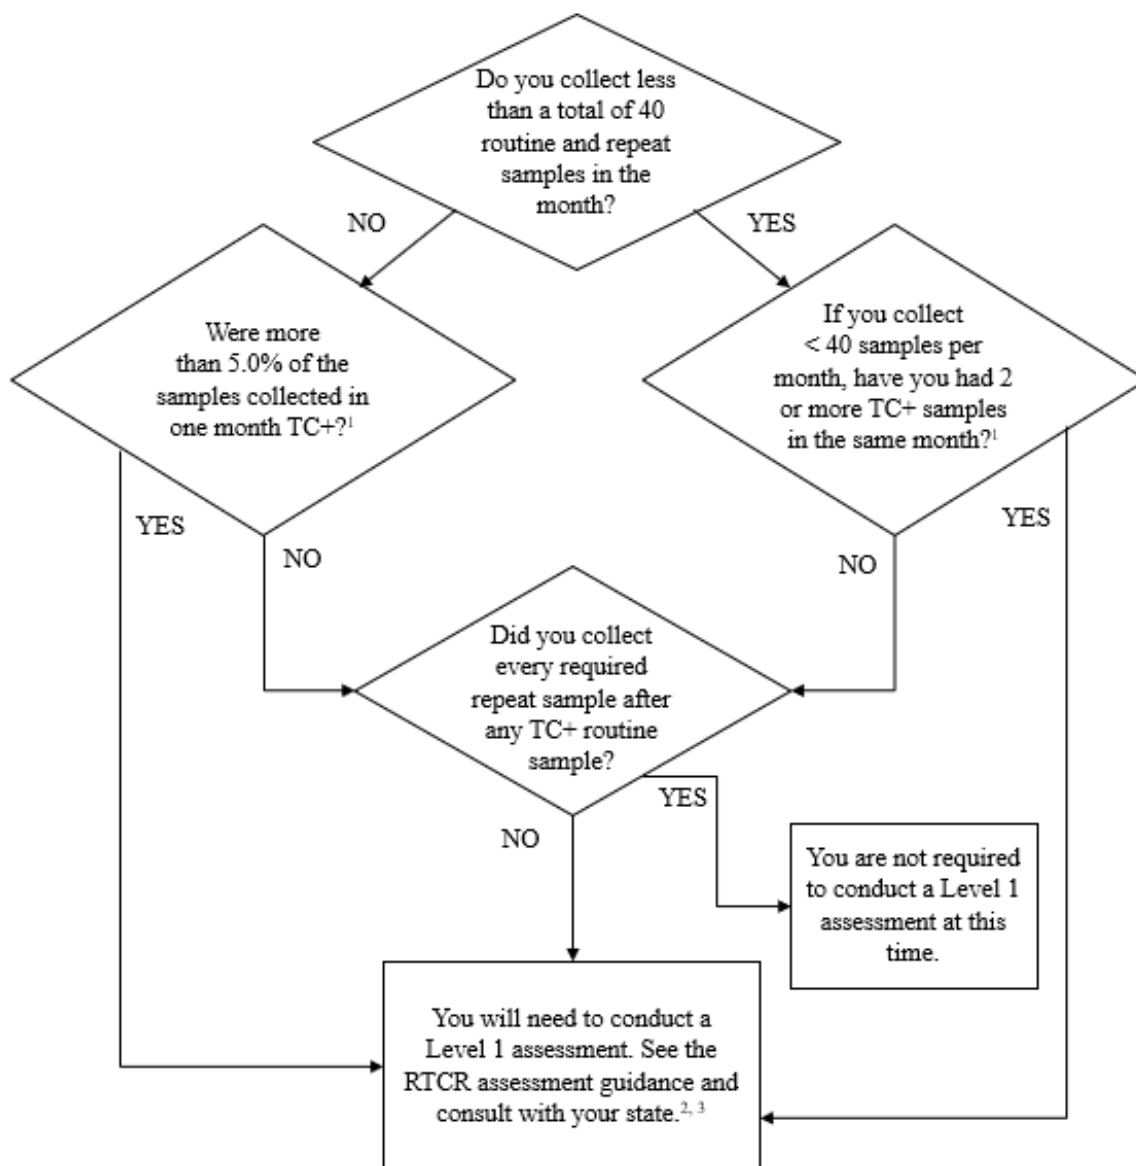 Do you collect less
than a total of 40
routine and repeat
samples in the
month?
NO
YES
Were more
than 5.0% of the
samples collected in
one month TC+?¹
If you collect
< 40 samples per
month, have you had 2
or more TC+ samples
in the same month?¹
YES
NO
NO
YES
Did you collect
every required
repeat sample after
any TC+ routine
sample?
NO
YES
You are not required
to conduct a Level 1
assessment at this
time.
You will need to conduct a
Level 1 assessment. See the
RTCR assessment guidance and
consult with your state.²˒ ³